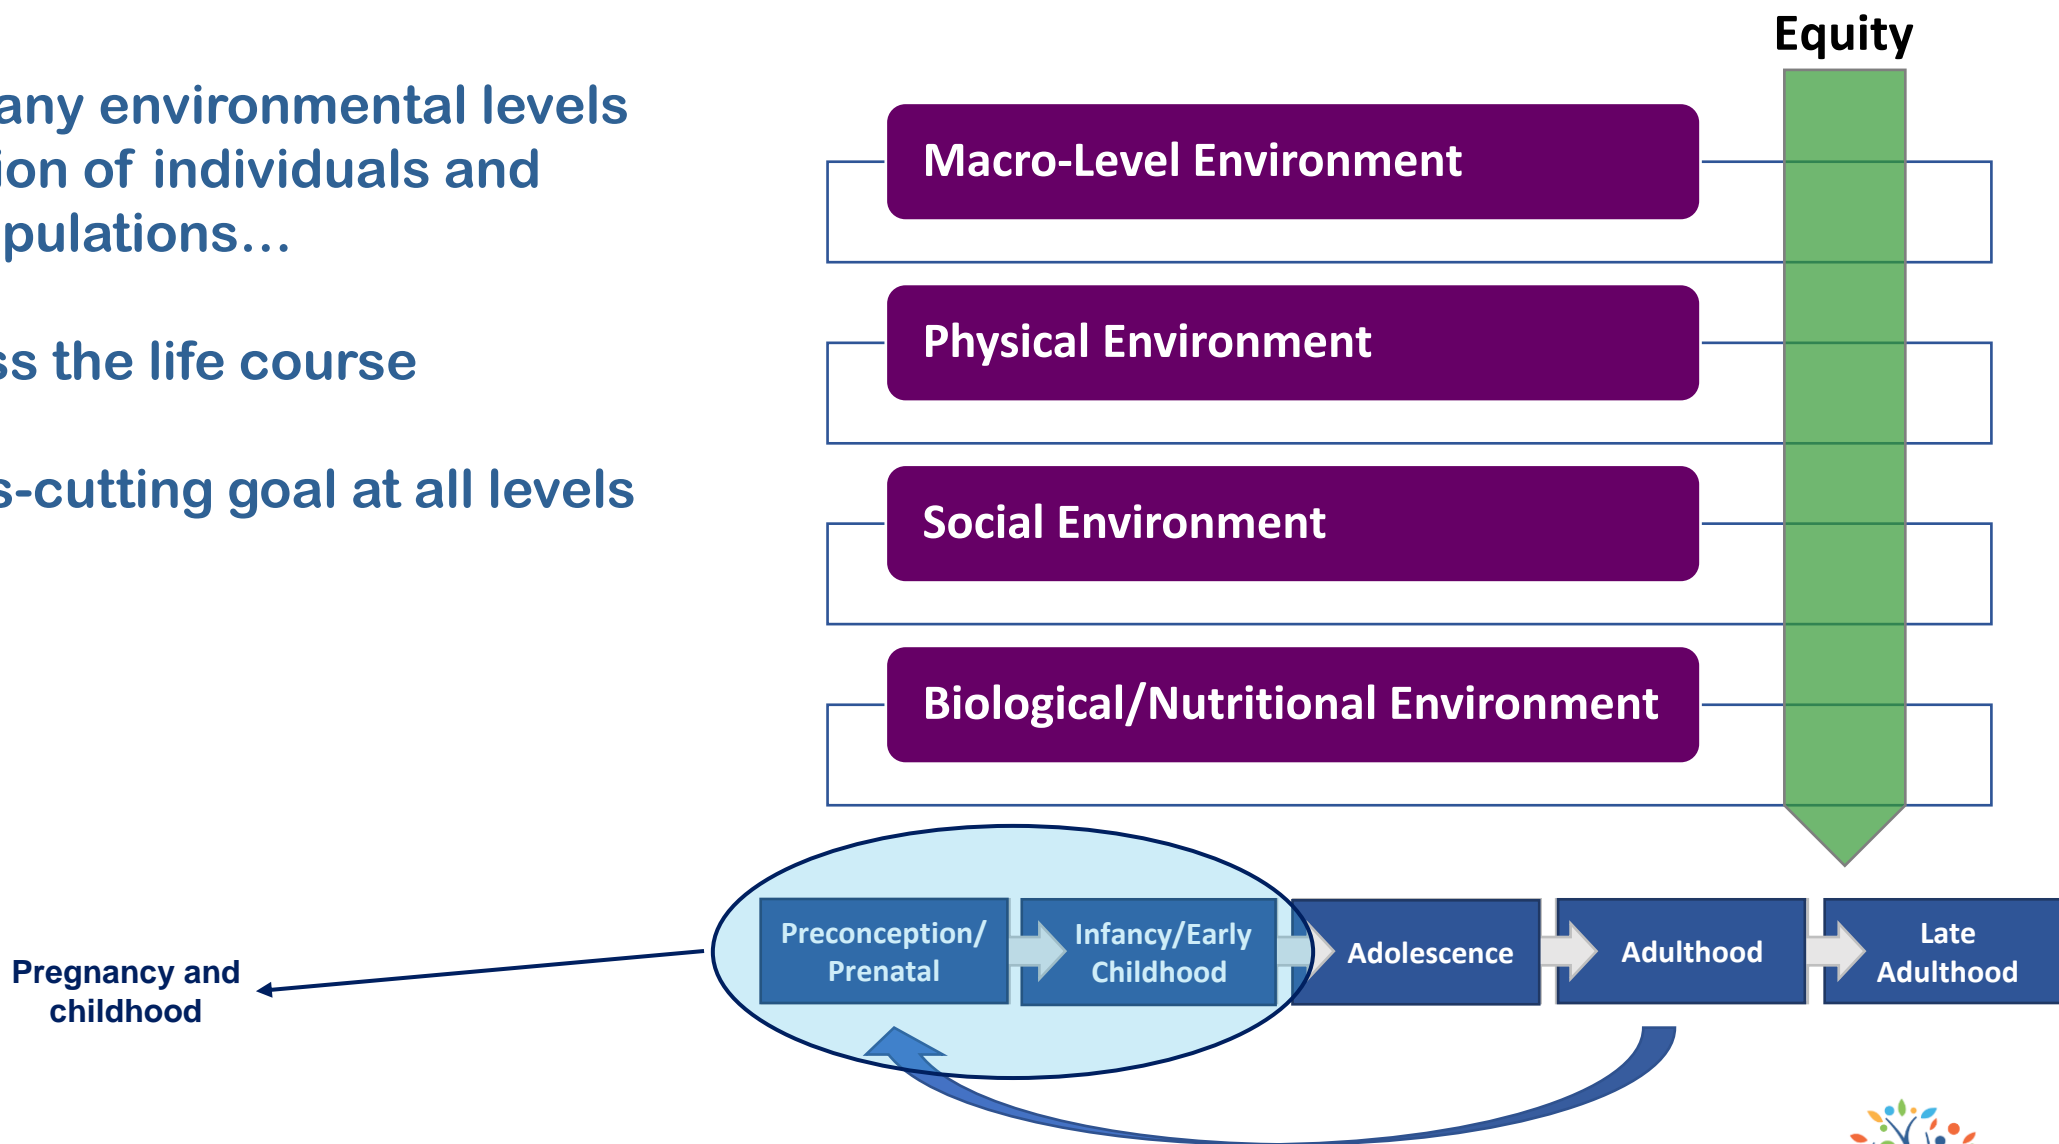 any environmental levels
ion of individuals and
pulations…
ss the life course
s-cutting goal at all levels
Equity
Macro-Level Environment
Physical Environment
Social Environment
Biological/Nutritional Environment
Pregnancy and
childhood
Preconception/
Prenatal
Infancy/Early
Childhood
Adolescence
Adulthood
Late
Adulthood